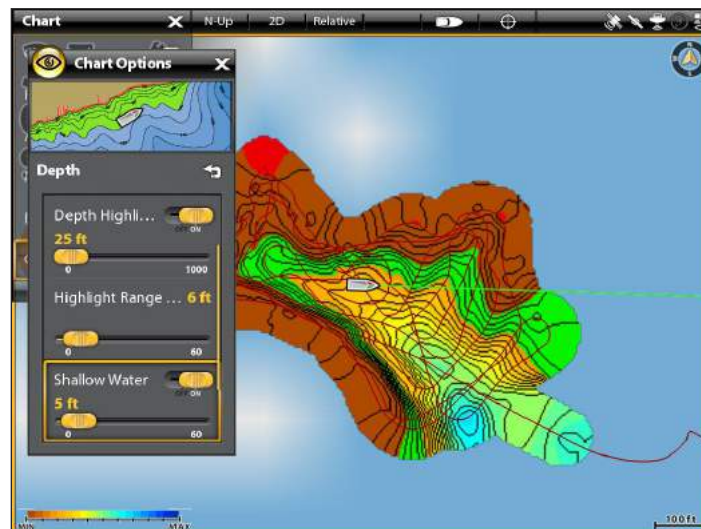 Chart X N-Up 2D Relative
Chart Options X
Depth
Depth Highli...
OFF ON
25 ft
0 1000
Highlight Range ... 6 ft
0 60
Shallow Water
OFF ON
5 ft
0 60
MIN MAX
100 ft